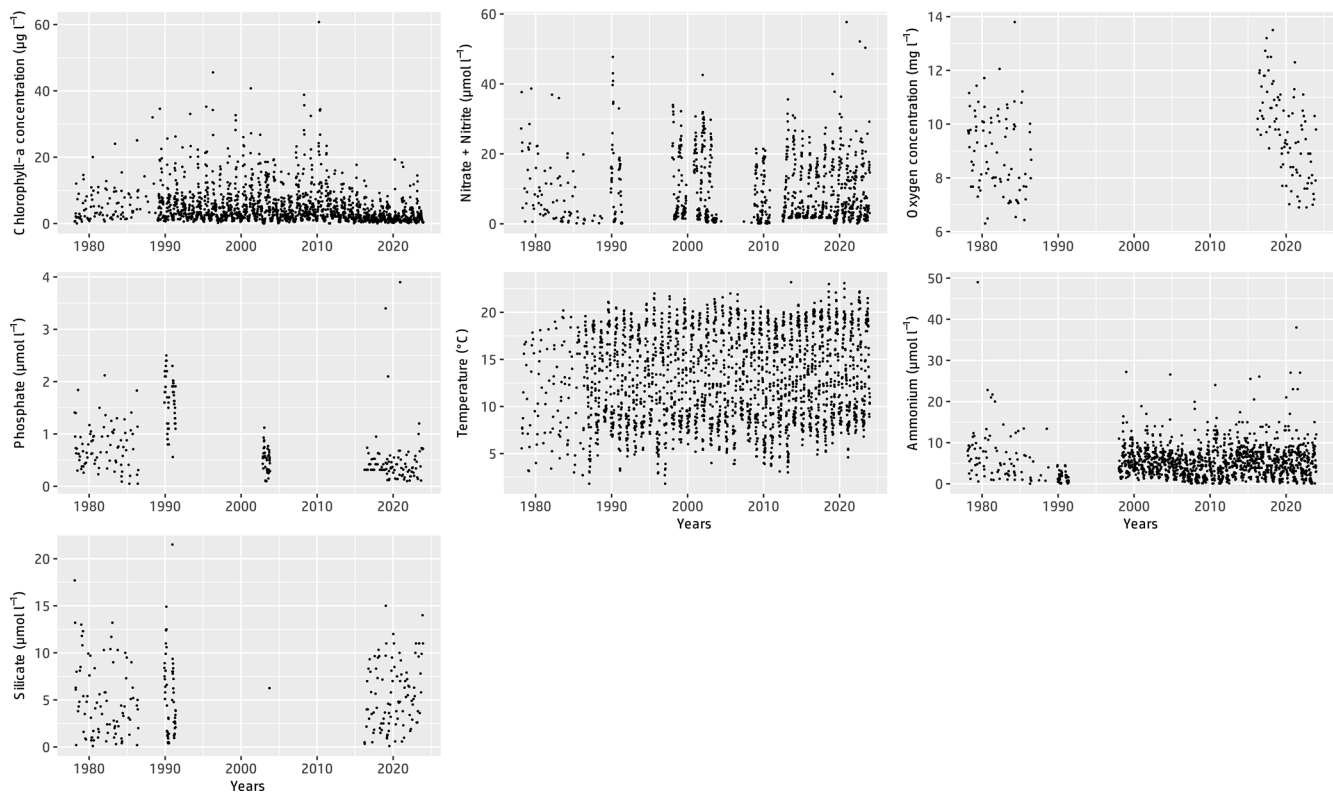 Chlorophyll-a concentration (µg l⁻¹)
60
40
20
0
1980 1990 2000 2010 2020
Nitrate + Nitrite (µmol l⁻¹)
60
40
20
0
1980 1990 2000 2010 2020
Oxygen concentration (mg l⁻¹)
14
12
10
8
6
1980 1990 2000 2010 2020
Phosphate (µmol l⁻¹)
4
3
2
1
0
1980 1990 2000 2010 2020
Temperature (°C)
20
15
10
5
1980 1990 2000 2010 2020
Years
Ammonium (µmol l⁻¹)
50
40
30
20
10
0
1980 1990 2000 2010 2020
Years
Silicate (µmol l⁻¹)
20
15
10
5
0
1980 1990 2000 2010 2020
Years